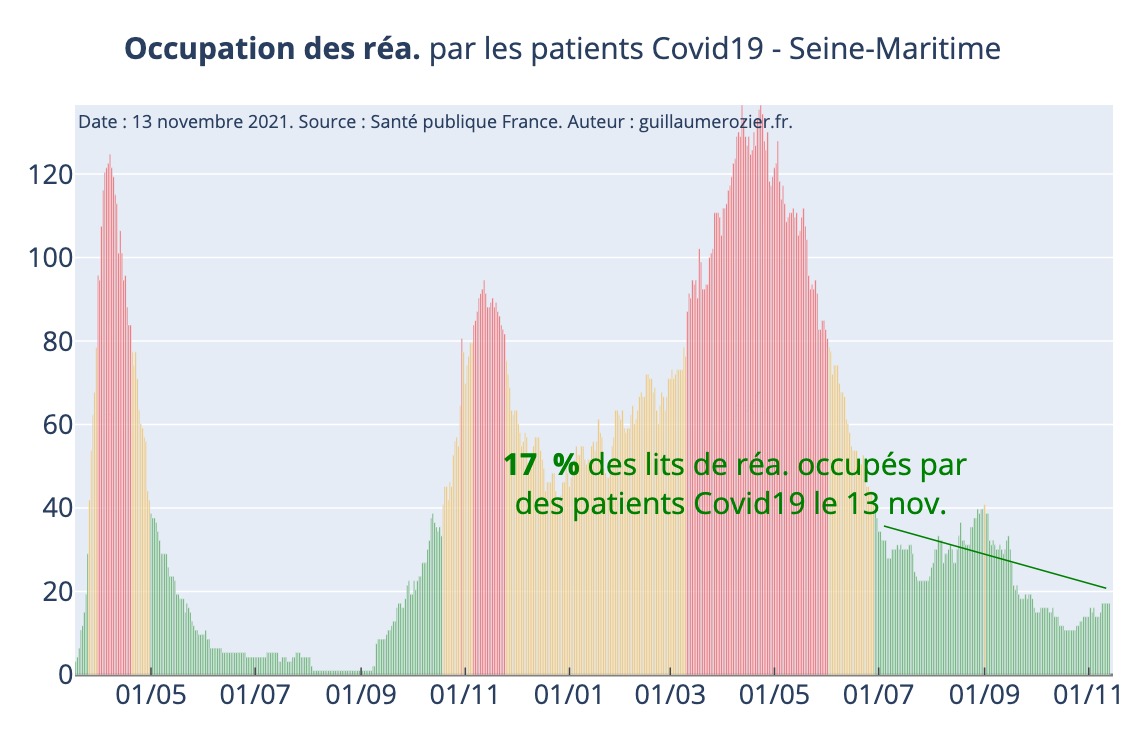 Occupation des réa. par les patients Covid19 - Seine-Maritime
Date : 13 novembre 2021. Source : Santé publique France. Auteur : guillaumerozier.fr.
120
100
80
60
40
20
0
17 % des lits de réa. occupés par
des patients Covid19 le 13 nov.
01/05 01/07 01/09 01/11 01/01 01/03 01/05 01/07 01/09 01/11